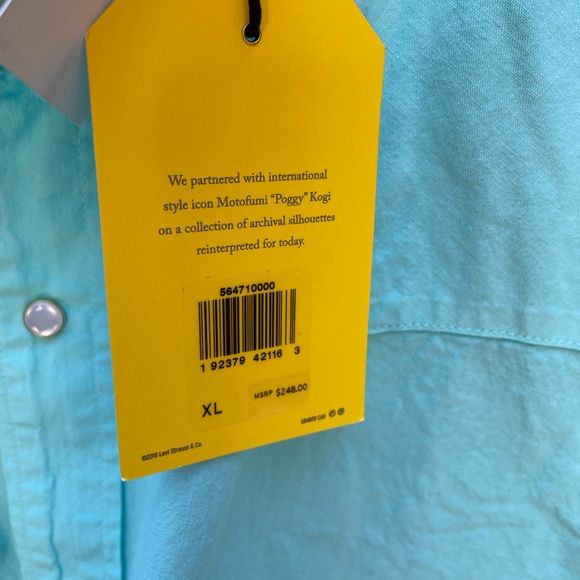 We partnered with international
style icon Motofumi “Poggy” Kogi
on a collection of archival silhouettes
reinterpreted for today.
564710000
1 92379 42116 3
XL
MSRP $248.00
©2018 Levi Strauss & Co.